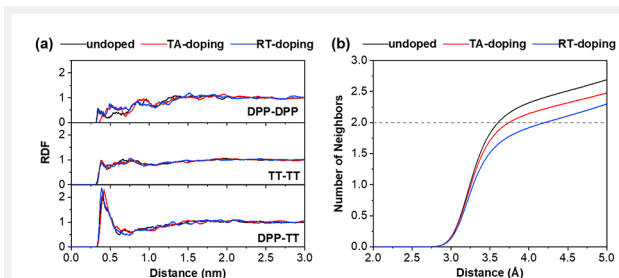 (a) undoped TA-doping RT-doping
2
1
0
DPP-DPP
2
1
0
TT-TT
2
1
0
DPP-TT
RDF
0.0 0.5 1.0 1.5 2.0 2.5 3.0
Distance (nm)
(b) undoped TA-doping RT-doping
3.0
2.5
2.0
1.5
1.0
0.5
0.0
Number of Neighbors
2.0 2.5 3.0 3.5 4.0 4.5 5.0
Distance (Å)